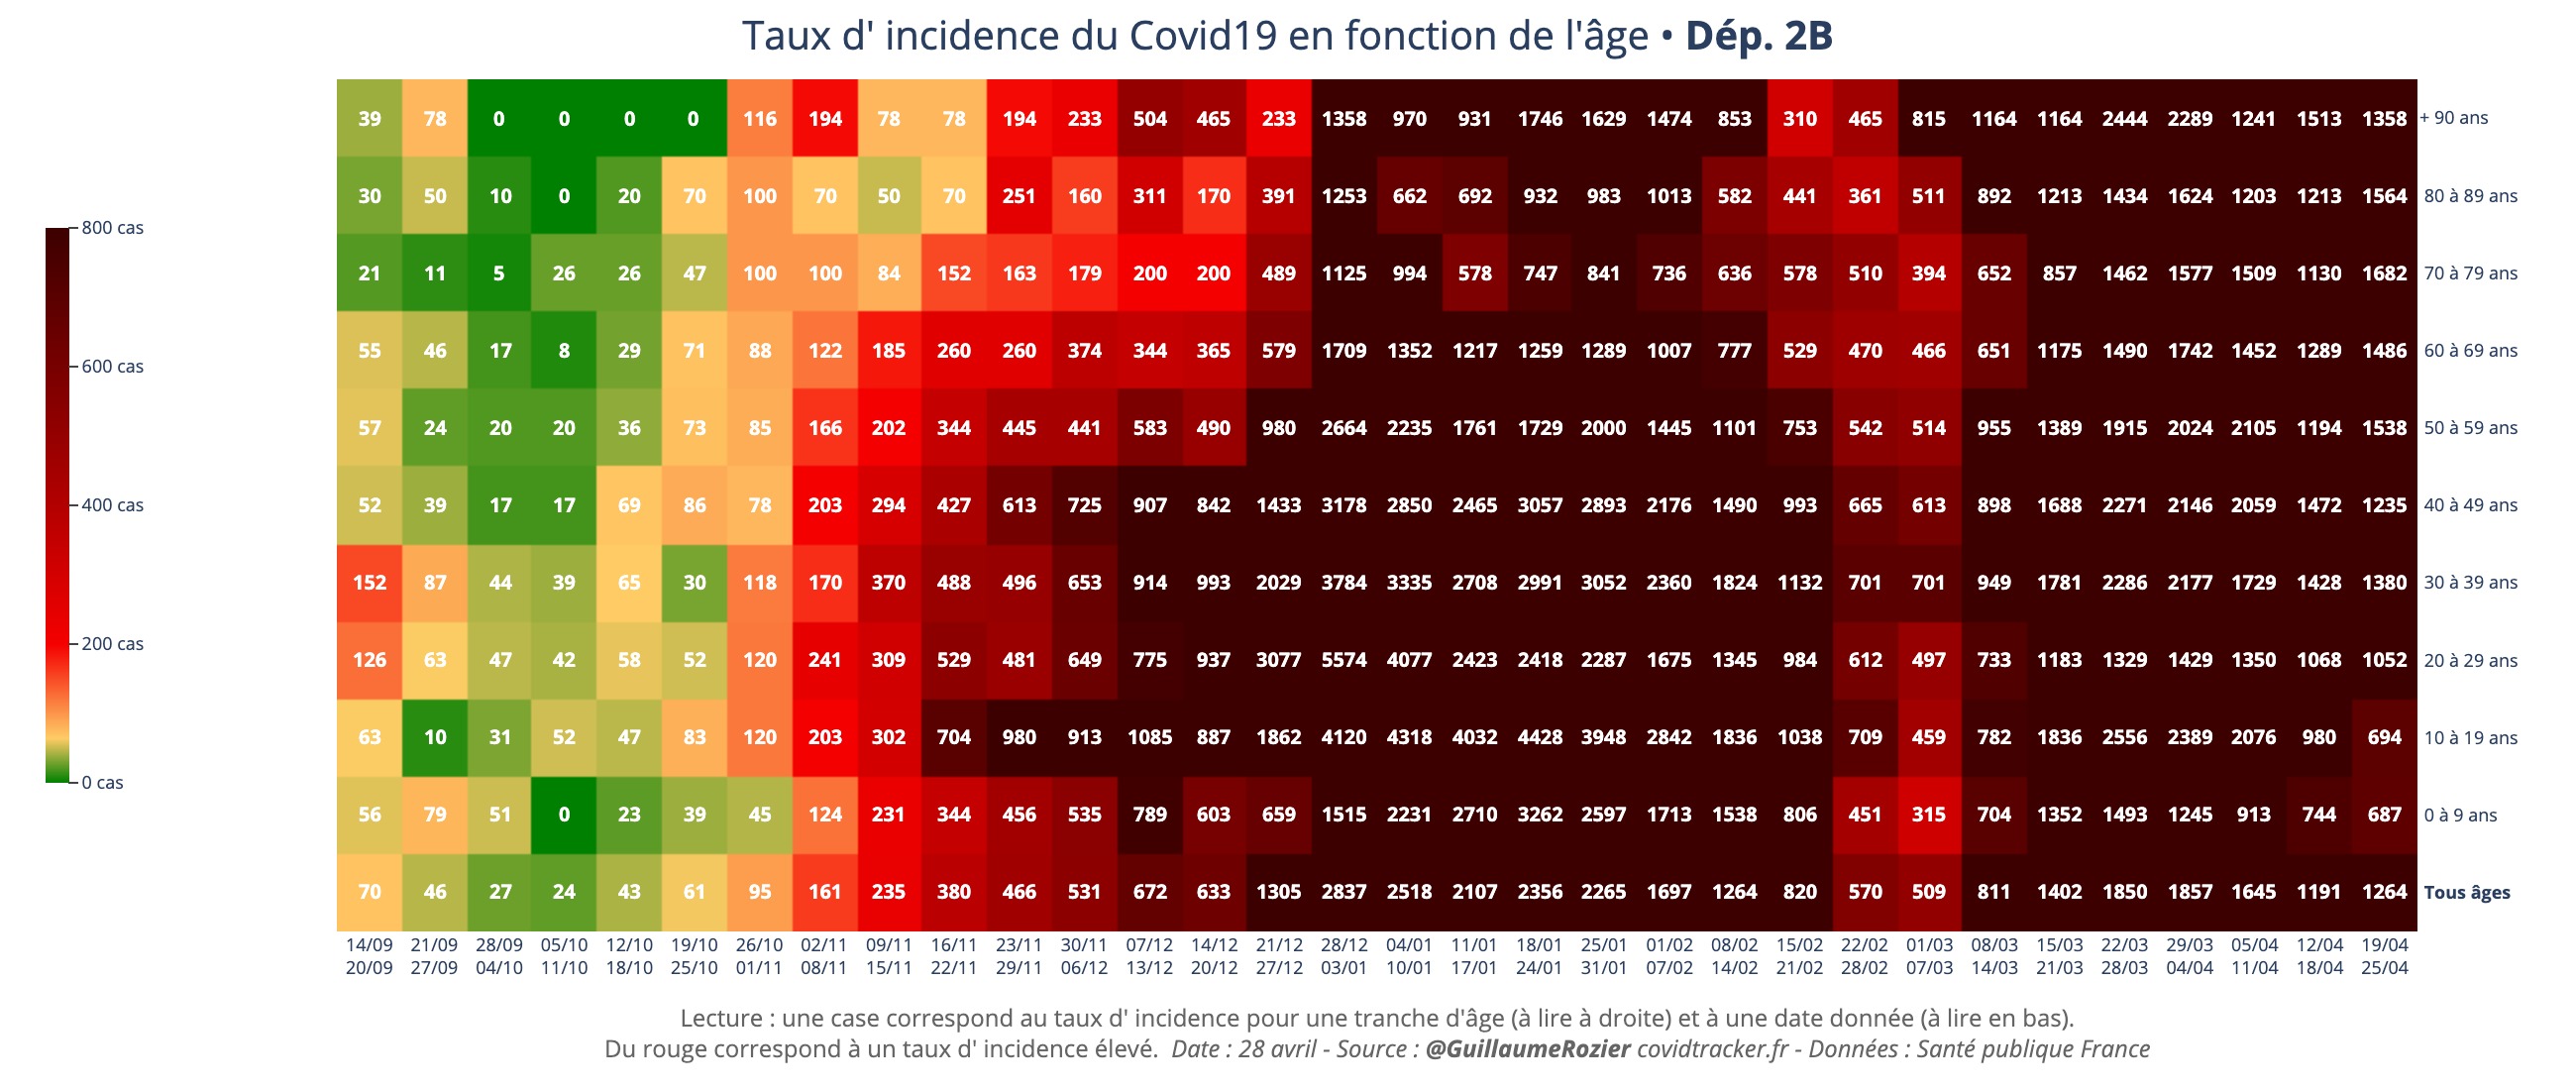 Taux d' incidence du Covid19 en fonction de l'âge • Dép. 2B
39 78 0 0 0 0 116 194 78 78 194 233 504 465 233 1358 970 931 1746 1629 1474 853 310 465 815 1164 1164 2444 2289 1241 1513 1358 + 90 ans
30 50 10 0 20 70 100 70 50 70 251 160 311 170 391 1253 662 692 932 983 1013 582 441 361 511 892 1213 1434 1624 1203 1213 1564 80 à 89 ans
800 cas
21 11 5 26 26 47 100 100 84 152 163 179 200 200 489 1125 994 578 747 841 736 636 578 510 394 652 857 1462 1577 1509 1130 1682 70 à 79 ans
55 46 17 8 29 71 88 122 185 260 260 374 344 365 579 1709 1352 1217 1259 1289 1007 777 529 470 466 651 1175 1490 1742 1452 1289 1486 60 à 69 ans
600 cas
57 24 20 20 36 73 85 166 202 344 445 441 583 490 980 2664 2235 1761 1729 2000 1445 1101 753 542 514 955 1389 1915 2024 2105 1194 1538 50 à 59 ans
400 cas
52 39 17 17 69 86 78 203 294 427 613 725 907 842 1433 3178 2850 2465 3057 2893 2176 1490 993 665 613 898 1688 2271 2146 2059 1472 1235 40 à 49 ans
152 87 44 39 65 30 118 170 370 488 496 653 914 993 2029 3784 3335 2708 2991 3052 2360 1824 1132 701 701 949 1781 2286 2177 1729 1428 1380 30 à 39 ans
200 cas
126 63 47 42 58 52 120 241 309 529 481 649 775 937 3077 5574 4077 2423 2418 2287 1675 1345 984 612 497 733 1183 1329 1429 1350 1068 1052 20 à 29 ans
63 10 31 52 47 83 120 203 302 704 980 913 1085 887 1862 4120 4318 4032 4428 3948 2842 1836 1038 709 459 782 1836 2556 2389 2076 980 694 10 à 19 ans
0 cas
56 79 51 0 23 39 45 124 231 344 456 535 789 603 659 1515 2231 2710 3262 2597 1713 1538 806 451 315 704 1352 1493 1245 913 744 687 0 à 9 ans
70 46 27 24 43 61 95 161 235 380 466 531 672 633 1305 2837 2518 2107 2356 2265 1697 1264 820 570 509 811 1402 1850 1857 1645 1191 1264 Tous âges
14/09 21/09 28/09 05/10 12/10 19/10 26/10 02/11 09/11 16/11 23/11 30/11 07/12 14/12 21/12 28/12 04/01 11/01 18/01 25/01 01/02 08/02 15/02 22/02 01/03 08/03 15/03 22/03 29/03 05/04 12/04 19/04
20/09 27/09 04/10 11/10 18/10 25/10 01/11 08/11 15/11 22/11 29/11 06/12 13/12 20/12 27/12 03/01 10/01 17/01 24/01 31/01 07/02 14/02 21/02 28/02 07/03 14/03 21/03 28/03 04/04 11/04 18/04 25/04
Lecture : une case correspond au taux d' incidence pour une tranche d'âge (à lire à droite) et à une date donnée (à lire en bas).
Du rouge correspond à un taux d' incidence élevé. Date : 28 avril - Source : @GuillaumeRozier covidtracker.fr - Données : Santé publique France